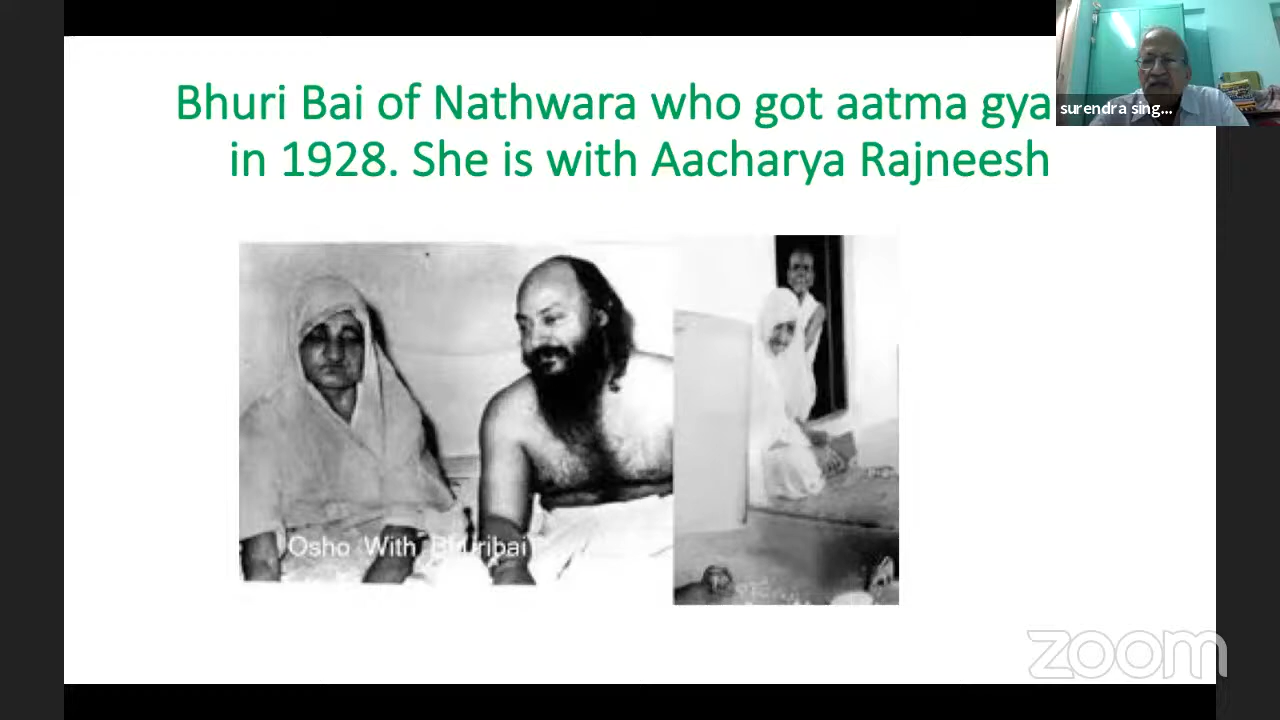 Bhuri Bai of Nathwara who got aatma gya
in 1928. She is with Aacharya Rajneesh
surendra sing...
Osho With Bhuribai
zoom